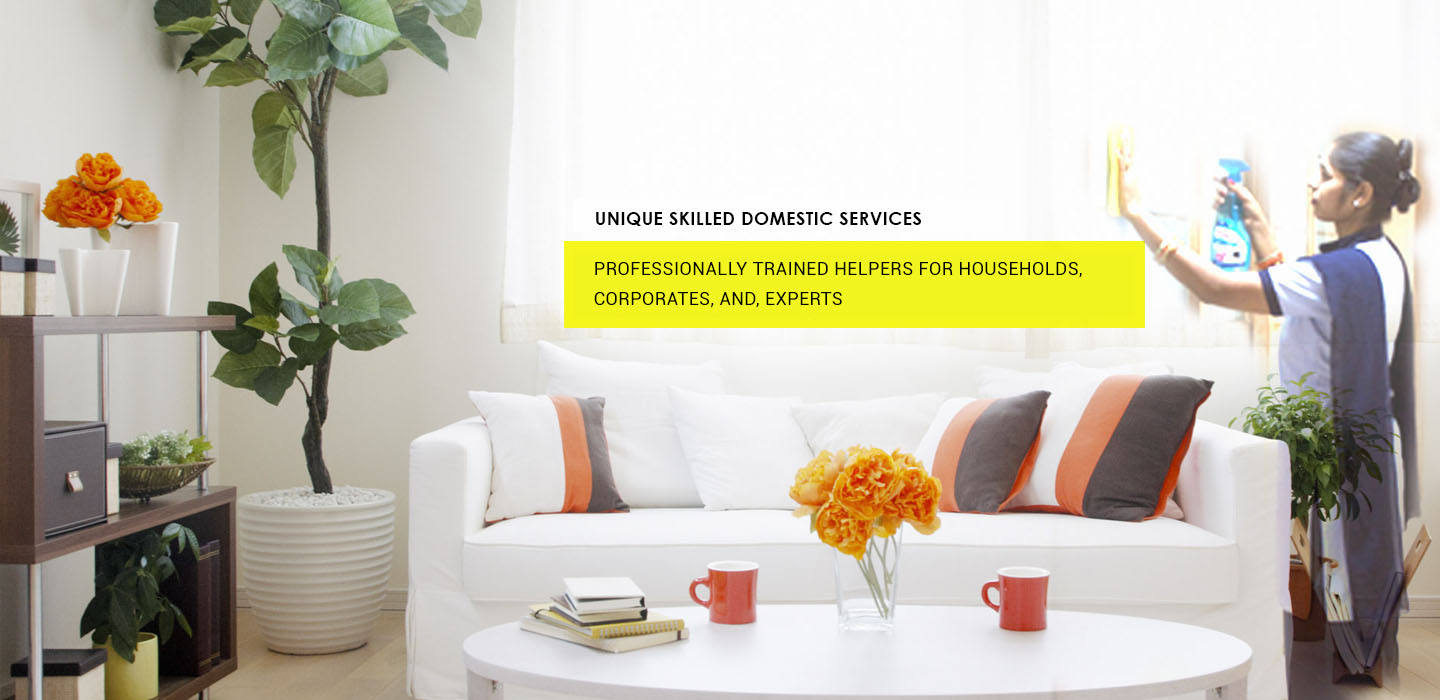 UNIQUE SKILLED DOMESTIC SERVICES
PROFESSIONALLY TRAINED HELPERS FOR HOUSEHOLDS,
CORPORATES, AND, EXPERTS